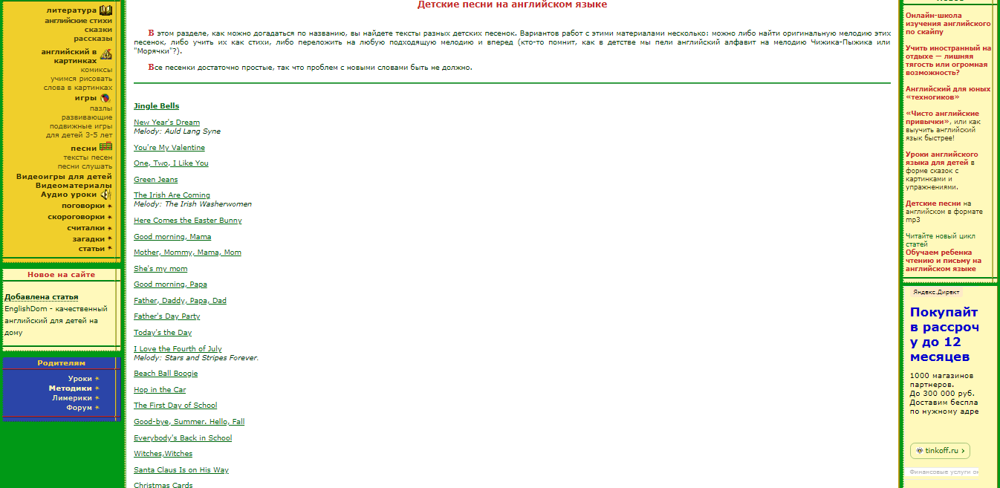 литература
английские стихи
сказки
рассказы
английский в
картинках
комиксы
учимся рисовать
слова в картинках
игры
пазлы
развивающие
подвижные игры
для детей 3-5 лет
песни
тексты песен
песни слушать
Видеоигры для детей
Видеоматериалы
Аудио уроки
поговорки
скороговорки
считалки
загадки
статьи
Новое на сайте
Добавлена статья
EnglishDom - качественный
английский для детей на
дому
Родителям
Уроки
Методики
Лимерики
Форум
Детские песни на английском языке
В этом разделе, как можно догадаться по названию, вы найдете тексты разных детских песенок. Вариантов работ с этими материалами несколько: можно либо найти оригинальную мелодию этих
песенок, либо учить их как стихи, либо переложить на любую подходящую мелодию и вперед (кто-то помнит, как в детстве мы пели английский алфавит на мелодию Чижика-Пыжика или
"Морячки"?).
Все песенки достаточно простые, так что проблем с новыми словами быть не должно.
Jingle Bells
New Year's Dream
Melody: Auld Lang Syne
You're My Valentine
One, Two, I Like You
Green Jeans
The Irish Are Coming
Melody: The Irish Washerwomen
Here Comes the Easter Bunny
Good morning, Mama
Mother, Mommy, Mama, Mom
She's my mom
Good morning, Papa
Father, Daddy, Papa, Dad
Father's Day Party
Today's the Day
I Love the Fourth of July
Melody: Stars and Stripes Forever.
Beach Ball Boogie
Hop in the Car
The First Day of School
Good-bye, Summer. Hello, Fall
Everybody's Back in School
Witches,Witches
Santa Claus Is on His Way
Christmas Cards
Онлайн-школа
изучения английского
по скайпу
Учить иностранный на
отдыхе — лишняя
тягость или огромная
возможность?
Английский для юных
«техногиков»
«Чисто английские
привычки», или как
выучить английский
язык быстрее!
Уроки английского
языка для детей в
форме сказок с
картинками и
упражнениями.
Детские песни на
английском в формате
mp3
Читайте новый цикл
статей
Обучаем ребенка
чтению и письму на
английском языке
Яндекс.Директ
Покупайт
в рассроч
у до 12
месяцев
1000 магазинов
партнеров.
До 300 000 руб.
Доставим беспла
по нужному адре
tinkoff.ru
Финансовые услуги